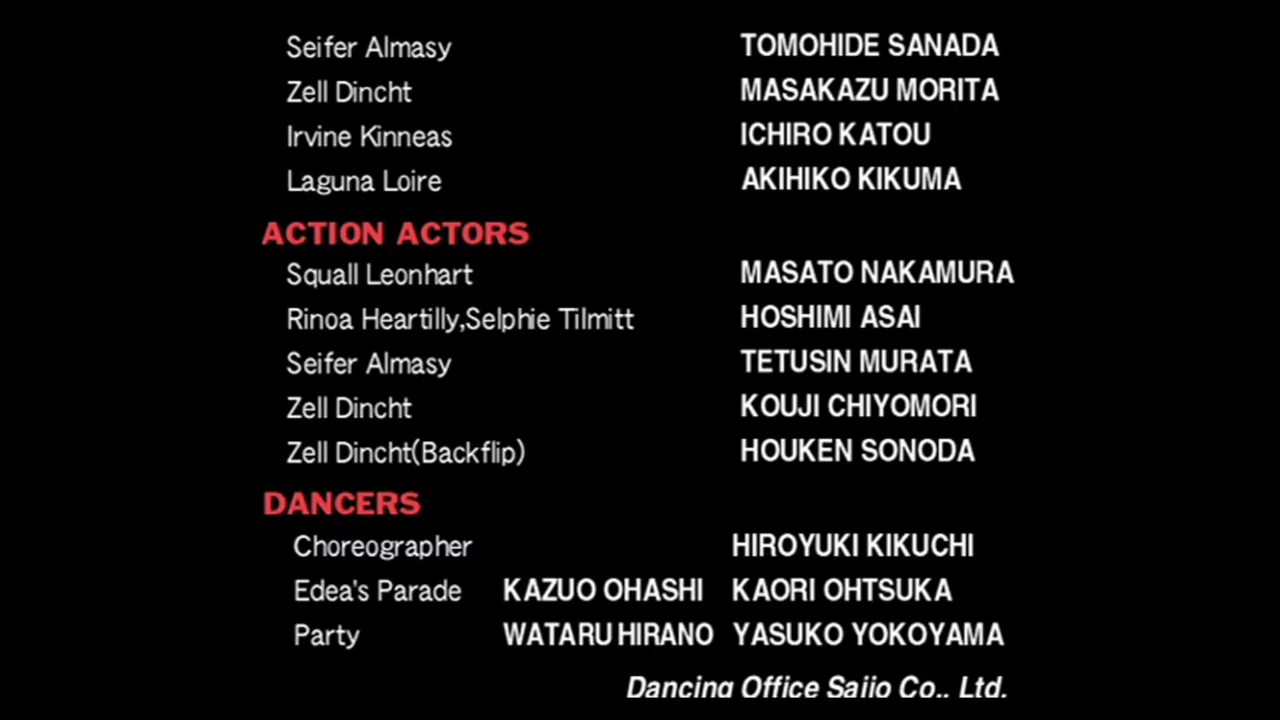 Seifer Almasy TOMOHIDE SANADA
Zell Dincht MASAKAZU MORITA
Irvine Kinneas ICHIRO KATOU
Laguna Loire AKIHIKO KIKUMA
ACTION ACTORS
Squall Leonhart MASATO NAKAMURA
Rinoa Heartilly,Selphie Tilmitt HOSHIMI ASAI
Seifer Almasy TETUSIN MURATA
Zell Dincht KOUJI CHIYOMORI
Zell Dincht(Backflip) HOUKEN SONODA
DANCERS
Choreographer HIROYUKI KIKUCHI
Edea's Parade KAZUO OHASHI KAORI OHTSUKA
Party WATARU HIRANO YASUKO YOKOYAMA
Dancing Office Saijo Co., Ltd.